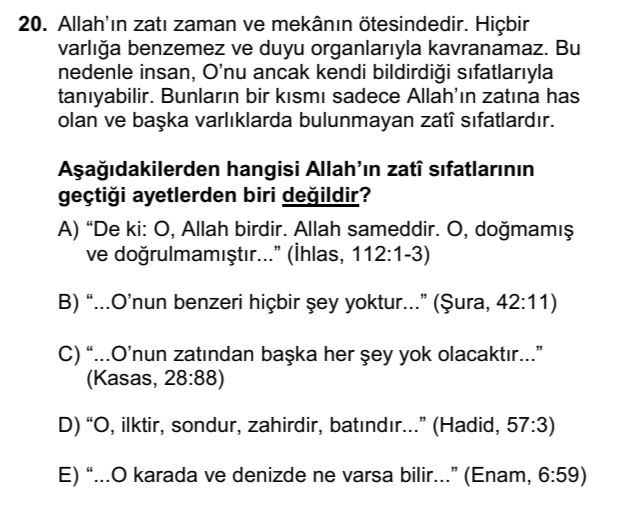 20. Allah’ın zatı zaman ve mekânın ötesindedir. Hiçbir
varlığa benzemez ve duyu organlarıyla kavranamaz. Bu
nedenle insan, O’nu ancak kendi bildirdiği sıfatlarıyla
tanıyabilir. Bunların bir kısmı sadece Allah’ın zatına has
olan ve başka varlıklarda bulunmayan zatî sıfatlardır.
Aşağıdakilerden hangisi Allah’ın zatî sıfatlarının
geçtiği ayetlerden biri değildir?
A) “De ki: O, Allah birdir. Allah sameddir. O, doğmamış
ve doğrulmamıştır...” (İhlas, 112:1-3)
B) “...O’nun benzeri hiçbir şey yoktur...” (Şura, 42:11)
C) “...O’nun zatından başka her şey yok olacaktır...”
(Kasas, 28:88)
D) “O, ilktir, sondur, zahirdir, batındır...” (Hadid, 57:3)
E) “...O karada ve denizde ne varsa bilir...” (Enam, 6:59)